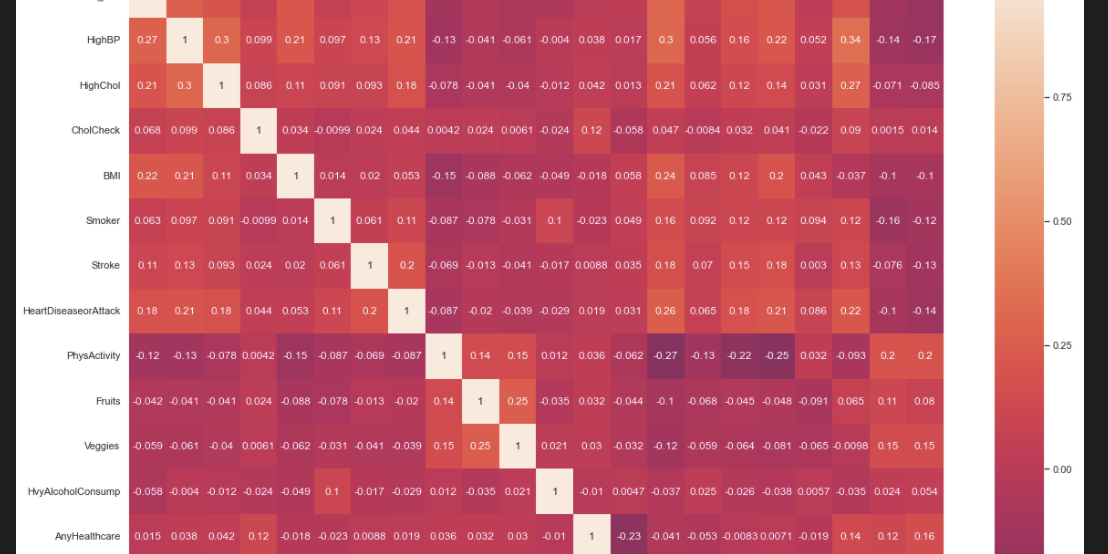 HighBP 0.27 1 0.3 0.099 0.21 0.097 0.13 0.21 -0.13 -0.041 -0.061 -0.004 0.038 0.017 0.3 0.056 0.16 0.22 0.052 0.34 -0.14 -0.17
HighChol 0.21 0.3 1 0.086 0.11 0.091 0.093 0.18 -0.078 -0.041 -0.04 -0.012 0.042 0.013 0.21 0.062 0.12 0.14 0.031 0.27 -0.071 -0.085
0.75
CholCheck 0.068 0.099 0.086 1 0.034 -0.0099 0.024 0.044 0.0042 0.024 0.0061 -0.024 0.12 -0.058 0.047 -0.0084 0.032 0.041 -0.022 0.09 0.0015 0.014
BMI 0.22 0.21 0.11 0.034 1 0.014 0.02 0.053 -0.15 -0.088 -0.062 -0.049 -0.018 0.058 0.24 0.085 0.12 0.2 0.043 -0.037 -0.1 -0.1
Smoker 0.063 0.097 0.091 -0.0099 0.014 1 0.061 0.11 -0.087 -0.078 -0.031 0.1 -0.023 0.049 0.16 0.092 0.12 0.12 0.094 0.12 -0.16 -0.12
0.50
Stroke 0.11 0.13 0.093 0.024 0.02 0.061 1 0.2 -0.069 -0.013 -0.041 -0.017 0.0088 0.035 0.18 0.07 0.15 0.18 0.003 0.13 -0.076 -0.13
HeartDiseaseorAttack 0.18 0.21 0.18 0.044 0.053 0.11 0.2 1 -0.087 -0.02 -0.039 -0.029 0.019 0.031 0.26 0.065 0.18 0.21 0.086 0.22 -0.1 -0.14
0.25
PhysActivity -0.12 -0.13 -0.078 0.0042 -0.15 -0.087 -0.069 -0.087 1 0.14 0.15 0.012 0.036 -0.062 -0.27 -0.13 -0.22 -0.25 0.032 -0.093 0.2 0.2
Fruits -0.042 -0.041 -0.041 0.024 -0.088 -0.078 -0.013 -0.02 0.14 1 0.25 -0.035 0.032 -0.044 -0.1 -0.068 -0.045 -0.048 -0.091 0.065 0.11 0.08
Veggies -0.059 -0.061 -0.04 0.0061 -0.062 -0.031 -0.041 -0.039 0.15 0.25 1 0.021 0.03 -0.032 -0.12 -0.059 -0.064 -0.081 -0.065 -0.0098 0.15 0.15
0.00
HvyAlcoholConsump -0.058 -0.004 -0.012 -0.024 -0.049 0.1 -0.017 -0.029 0.012 -0.035 0.021 1 -0.01 0.0047 -0.037 0.025 -0.026 -0.038 0.0057 -0.035 0.024 0.054
AnyHealthcare 0.015 0.038 0.042 0.12 -0.018 -0.023 0.0088 0.019 0.036 0.032 0.03 -0.01 1 -0.23 -0.041 -0.053 -0.0083 0.0071 -0.019 0.14 0.12 0.16